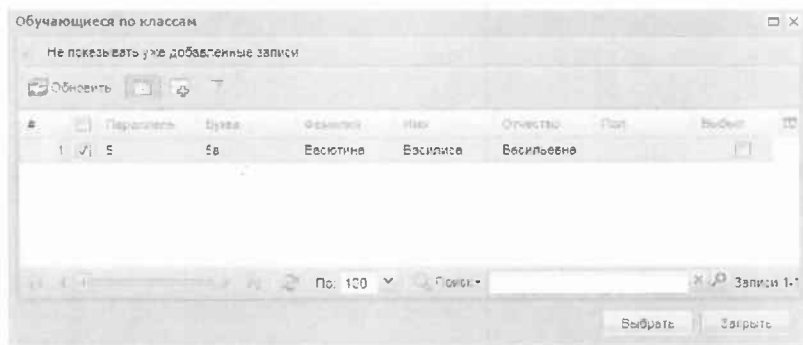 Обучающиеся по классам
Не показывать уже добавленные записи
Обновить
# Параллель Буква Фамилия Имя Отчество Пол Выбыл
1 5 5в Васютина Василиса Васильевна
По: 100 Поиск Записи 1-1
Выбрать Закрыть